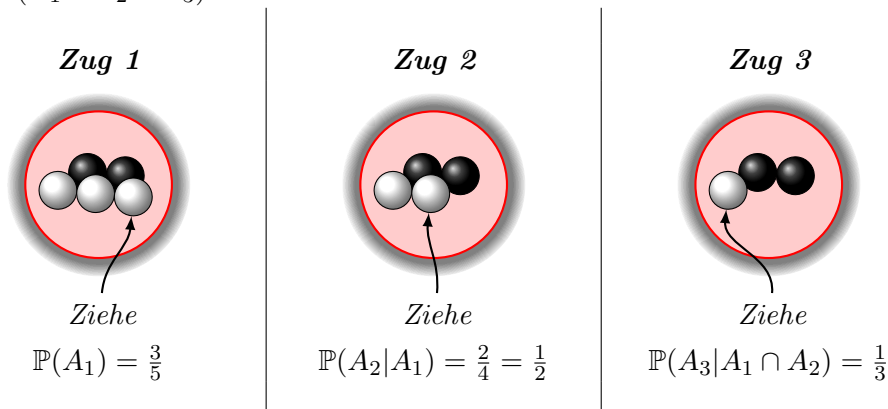 Zug 1
Zug 2
Zug 3
Ziehe
Ziehe
Ziehe
ℙ(A₁) = 3/5
ℙ(A₂|A₁) = 2/4 = 1/2
ℙ(A₃|A₁ ∩ A₂) = 1/3